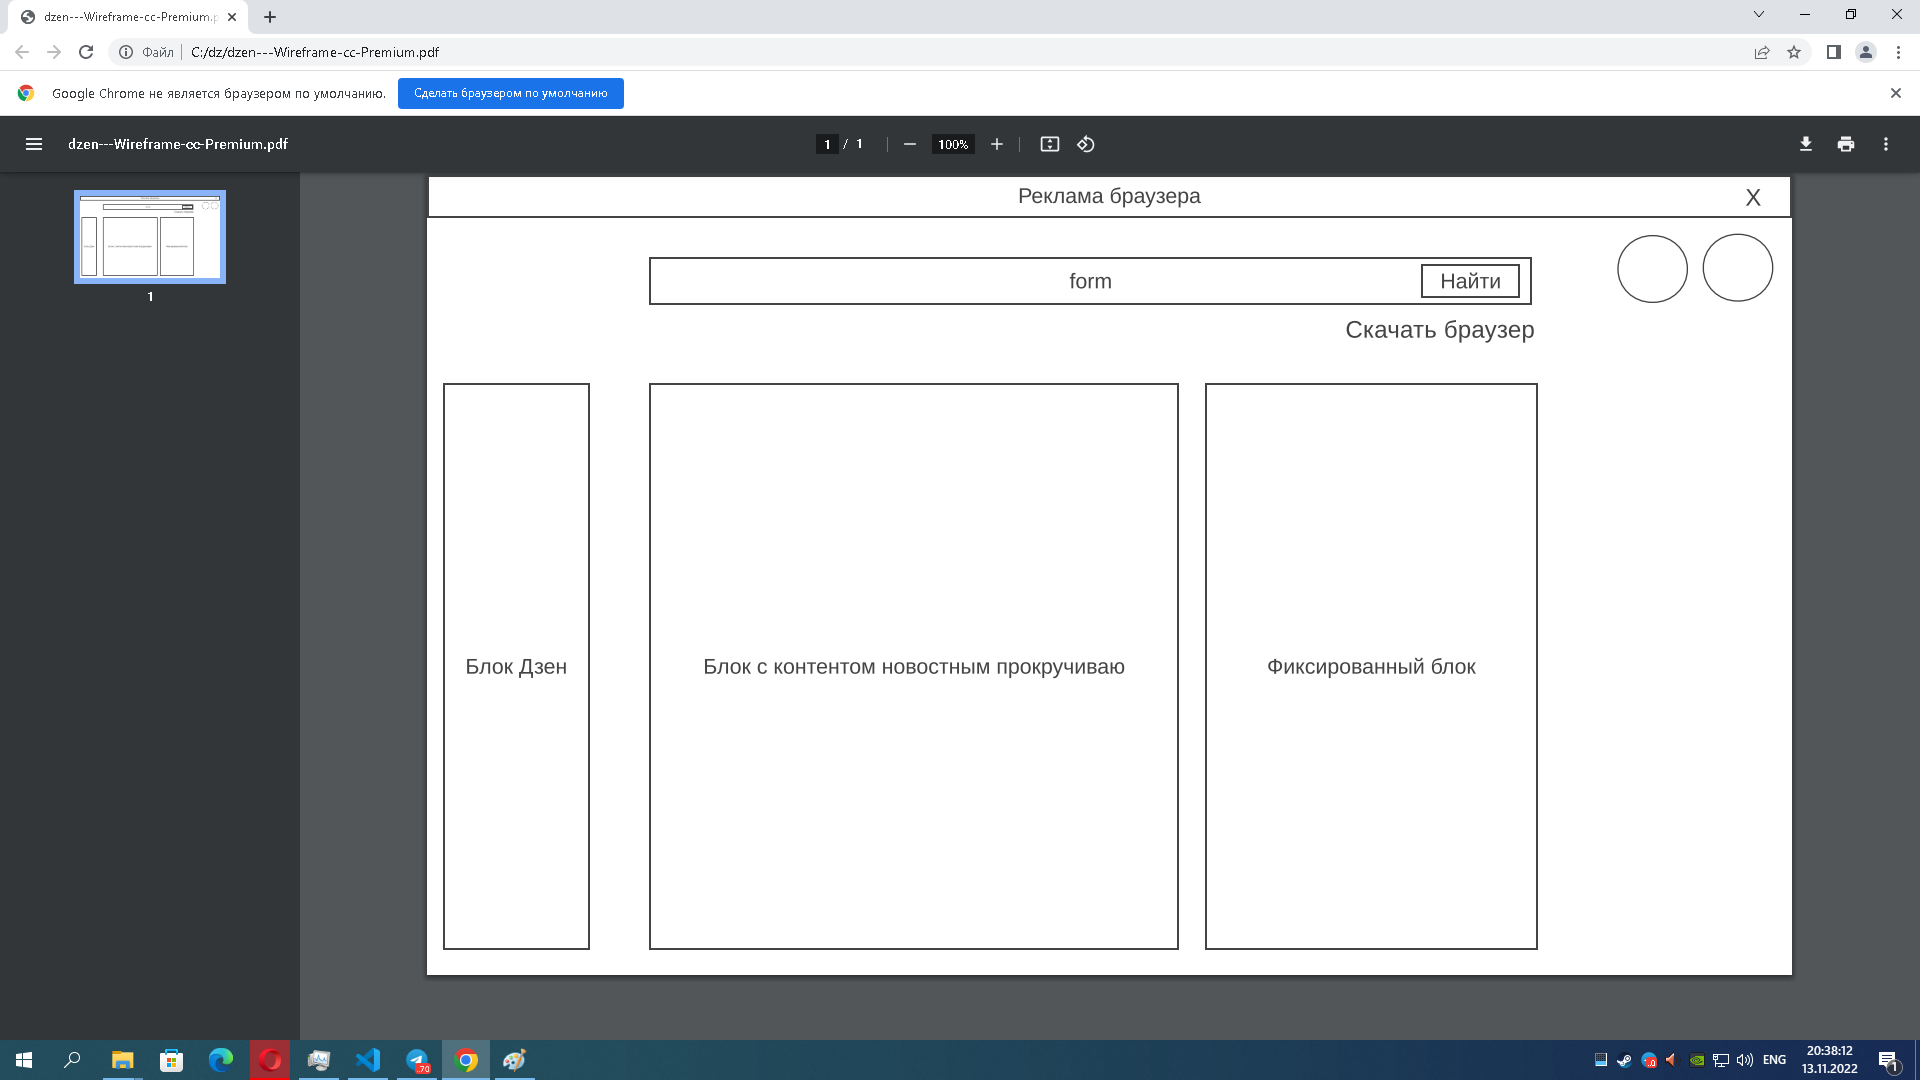 dzen---Wireframe-cc-Premium.p
Файл
C:/dz/dzen---Wireframe-cc-Premium.pdf
Google Chrome не является браузером по умолчанию.
Сделать браузером по умолчанию
dzen---Wireframe-cc-Premium.pdf
1 / 1
100%
1
Реклама браузера
X
form
Найти
Скачать браузер
Блок Дзен
Блок с контентом новостным прокручиваю
Фиксированный блок
ENG
20:38:12
13.11.2022